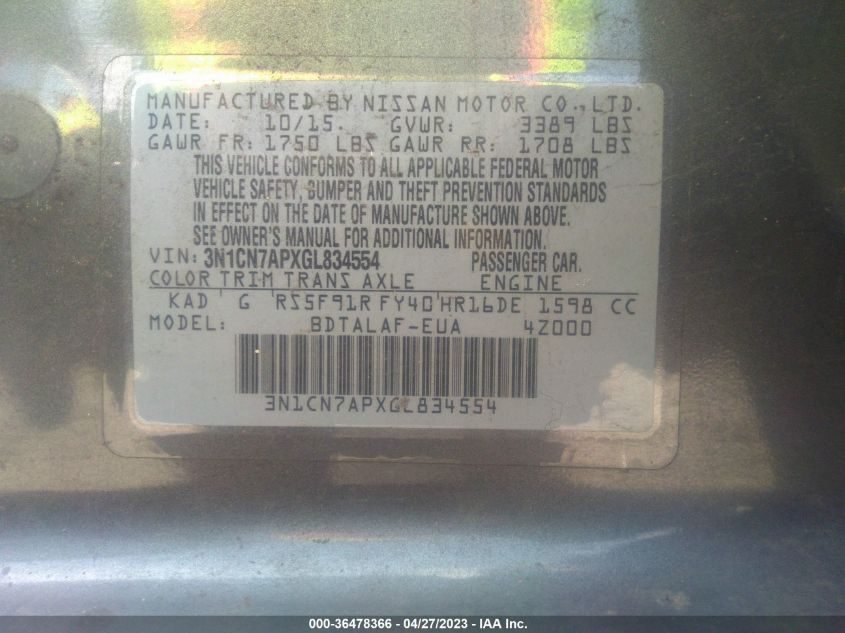 MANUFACTURED BY NISSAN MOTOR CO., LTD.
DATE: 10/15. GVWR: 3389 LBS
GAWR FR: 1750 LBS GAWR RR: 1708 LBS
THIS VEHICLE CONFORMS TO ALL APPLICABLE FEDERAL MOTOR
VEHICLE SAFETY, BUMPER AND THEFT PREVENTION STANDARDS
IN EFFECT ON THE DATE OF MANUFACTURE SHOWN ABOVE.
SEE OWNER'S MANUAL FOR ADDITIONAL INFORMATION.
VIN: 3N1CN7APXGL834554 PASSENGER CAR.
COLOR TRIM TRANS AXLE ENGINE
KAD G RS5F91R FY40 HR16DE 1598 CC
MODEL: BDTALAF-EUA 4Z000
3N1CN7APXGL834554
000-36478366 - 04/27/2023 - IAA Inc.